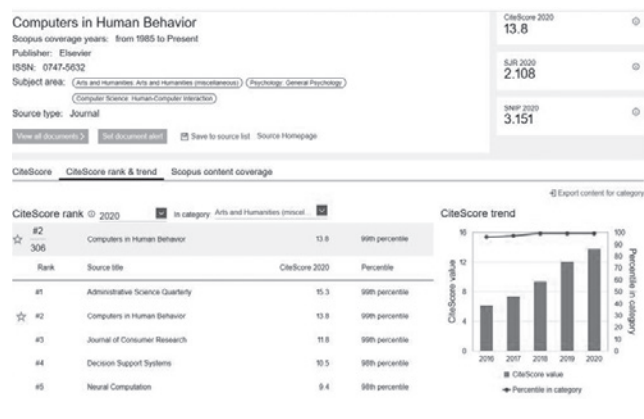 Computers in Human Behavior
Scopus coverage years: from 1985 to Present
Publisher: Elsevier
ISSN: 0747-5632
Subject area: Arts and Humanities: Arts and Humanities (miscellaneous) Psychology: General Psychology
Computer Science: Human-Computer Interaction
Source type: Journal
View all documents > Set document alert Save to source list Source Homepage
CiteScore 2020
13.8
SJR 2020
2.108
SNIP 2020
3.151
CiteScore CiteScore rank & trend Scopus content coverage
Export content for category
CiteScore rank 2020 in category Arts and Humanities (miscel...
#2
306
Computers in Human Behavior 13.8 99th percentile
Rank Source title CiteScore 2020 Percentile
#1 Administrative Science Quarterly 15.3 99th percentile
#2 Computers in Human Behavior 13.8 99th percentile
#3 Journal of Consumer Research 11.8 99th percentile
#4 Decision Support Systems 10.5 98th percentile
#5 Neural Computation 9.4 98th percentile
CiteScore trend
CiteScore value
16
12
8
4
0
2016 2017 2018 2019 2020
100
90
80
70
60
50
40
30
20
10
0
Percentile in category
CiteScore value
Percentile in category